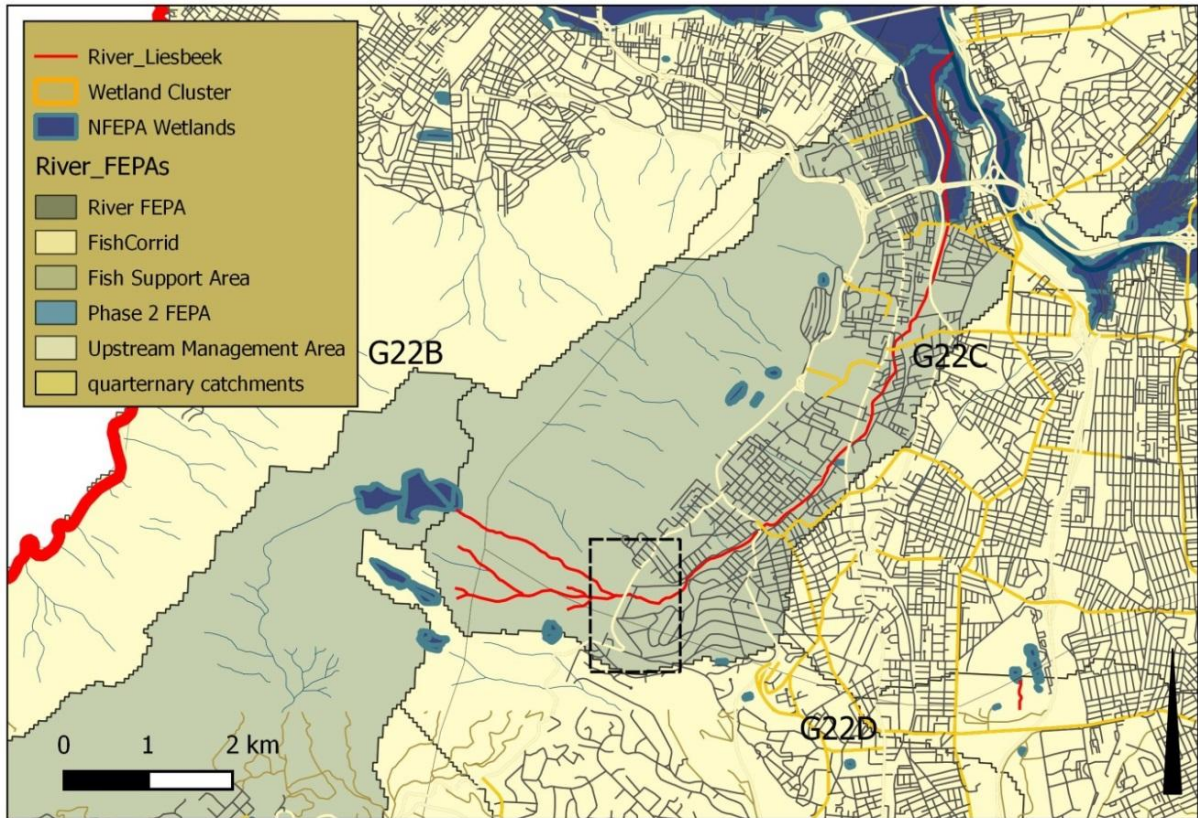 River_Liesbeek
Wetland Cluster
NFEPA Wetlands
River_FEPAs
River FEPA
FishCorrid
Fish Support Area
Phase 2 FEPA
Upstream Management Area
quarternary catchments
G22B
G22C
G22D
0 1 2 km